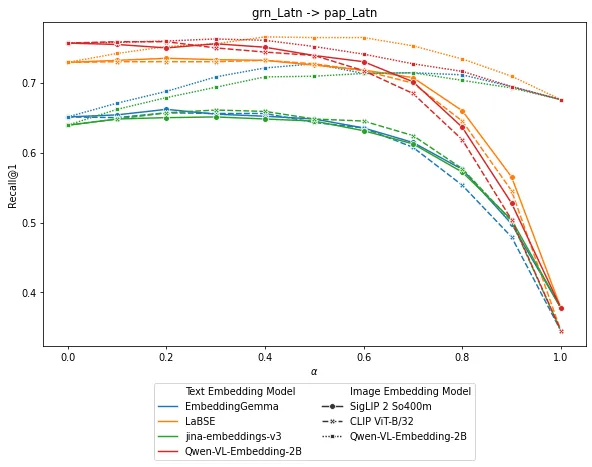 grn_Latn -> pap_Latn
Recall@1
0.7
0.6
0.5
0.4
0.0 0.2 0.4 0.6 0.8 1.0
α
Text Embedding Model Image Embedding Model
EmbeddingGemma SigLIP 2 So400m
LaBSE CLIP ViT-B/32
jina-embeddings-v3 Qwen-VL-Embedding-2B
Qwen-VL-Embedding-2B